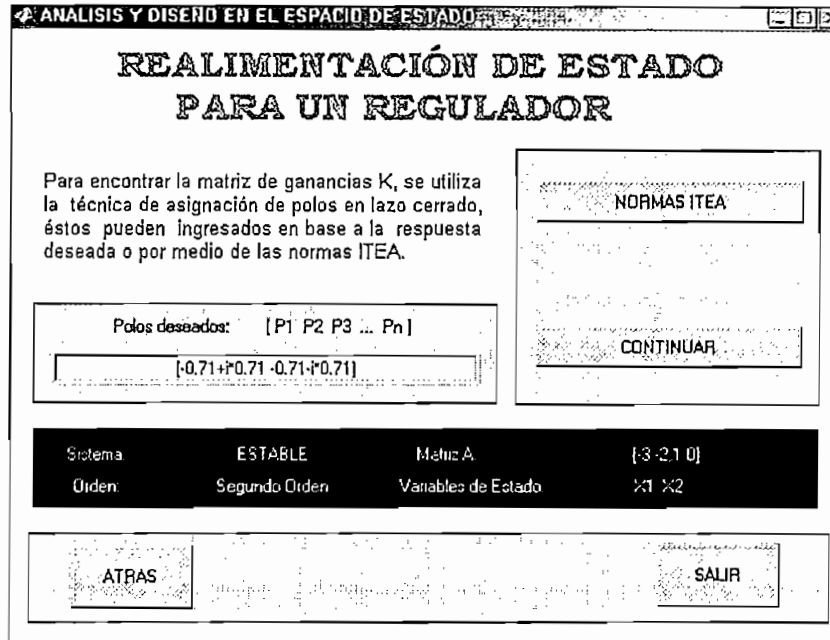 ANALISIS Y DISEÑO EN EL ESPACIO DE ESTADO
REALIMENTACIÓN DE ESTADO
PARA UN REGULADOR
Para encontrar la matriz de ganancias K, se utiliza
la técnica de asignación de polos en lazo cerrado,
éstos pueden ingresados en base a la respuesta
deseada o por medio de las normas ITEA.
NORMAS ITEA
CONTINUAR
Polos deseados: [ P1 P2 P3 ... Pn ]
[-0.71+i*0.71 -0.71-i*0.71]
Sistema: ESTABLE Matriz A: [-3 -2;1 0]
Orden: Segundo Orden Variables de Estado: X1 X2
ATRAS
SALIR